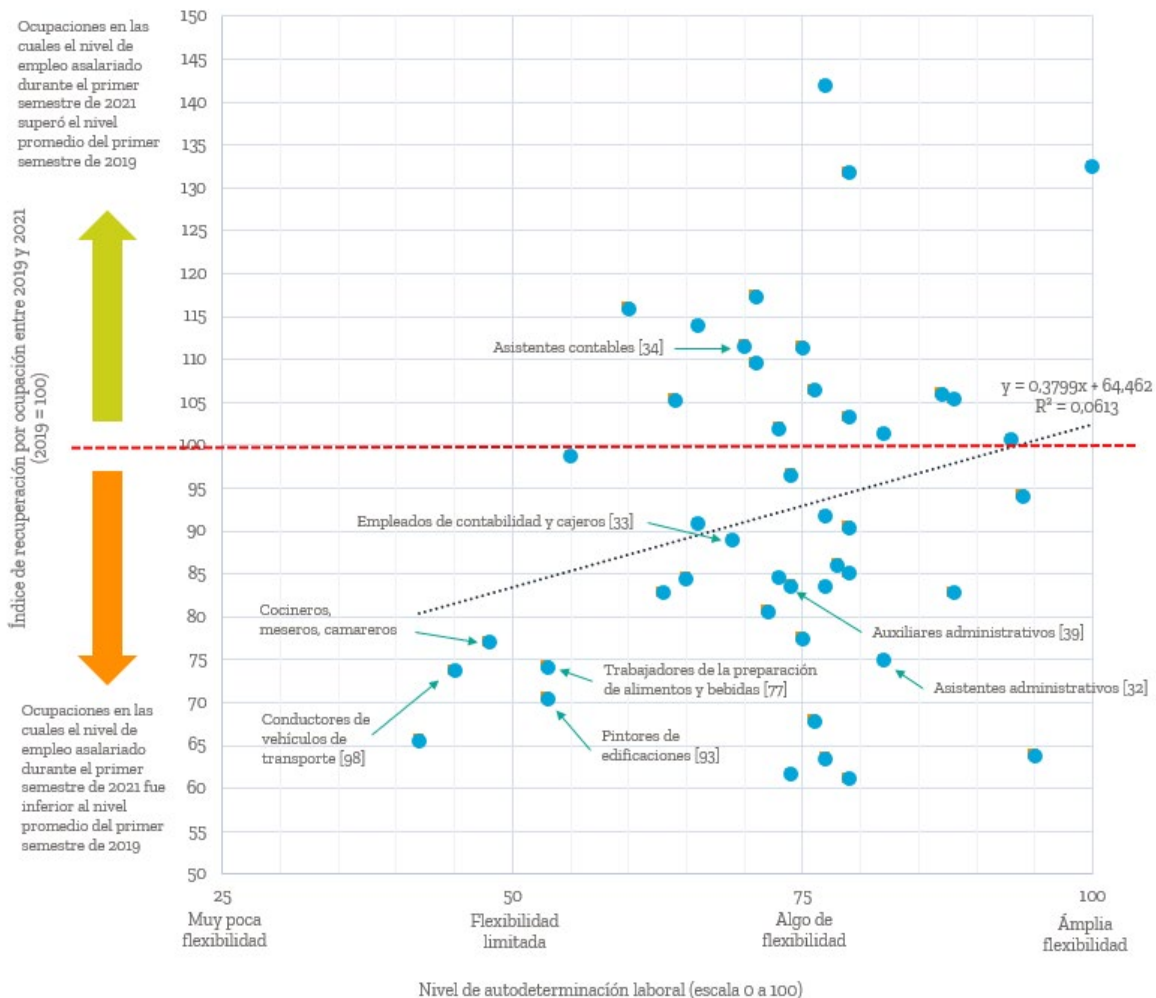 Ocupaciones en las
cuales el nivel de
empleo asalariado
durante el primer
semestre de 2021
superó el nivel
promedio del primer
semestre de 2019
Índice de recuperación por ocupación entre 2019 y 2021
(2019 = 100)
Ocupaciones en las
cuales el nivel de
empleo asalariado
durante el primer
semestre de 2021 fue
inferior al nivel
promedio del primer
semestre de 2019
150
145
140
135
130
125
120
115
110
105
100
95
90
85
80
75
70
65
60
55
50
Asistentes contables [34]
y = 0,3799x + 64,462
R² = 0,0613
Empleados de contabilidad y cajeros [33]
Cocineros,
meseros, camareros
Auxiliares administrativos [39]
Trabajadores de la preparación
de alimentos y bebidas [77]
Asistentes administrativos [32]
Conductores de
vehículos de
transporte [98]
Pintores de
edificaciones [93]
25
Muy poca
flexibilidad
50
Flexibilidad
limitada
75
Algo de
flexibilidad
100
Ámplia
flexibilidad
Nivel de autodeterminacíón laboral (escala 0 a 100)